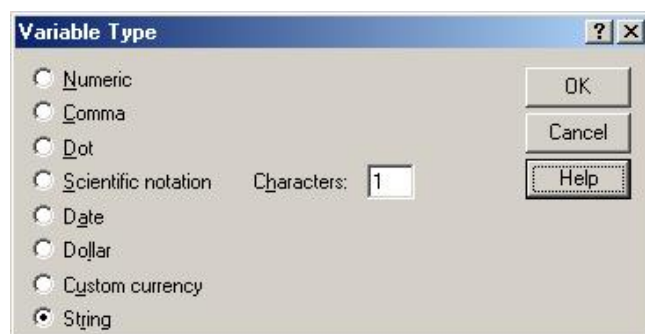 Variable Type
Numeric
OK
Comma
Cancel
Dot
Scientific notation Characters: 1
Help
Date
Dollar
Custom currency
String